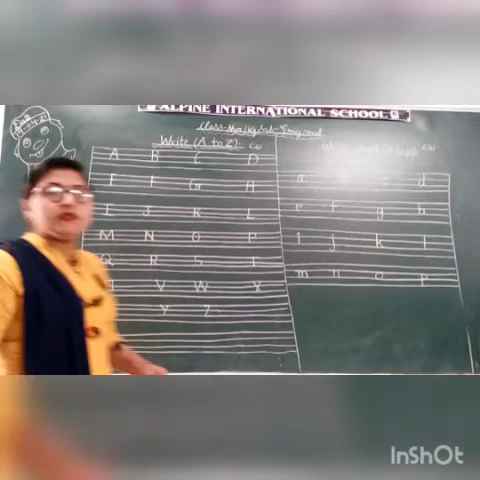 ALPINE INTERNATIONAL SCHOOL
Write (A to Z) CW
A B C D
E F G H
I J K L
M N O P
Q R S T
V W X
Y Z
a d
e f g h
i j k l
m n o p
InShOt